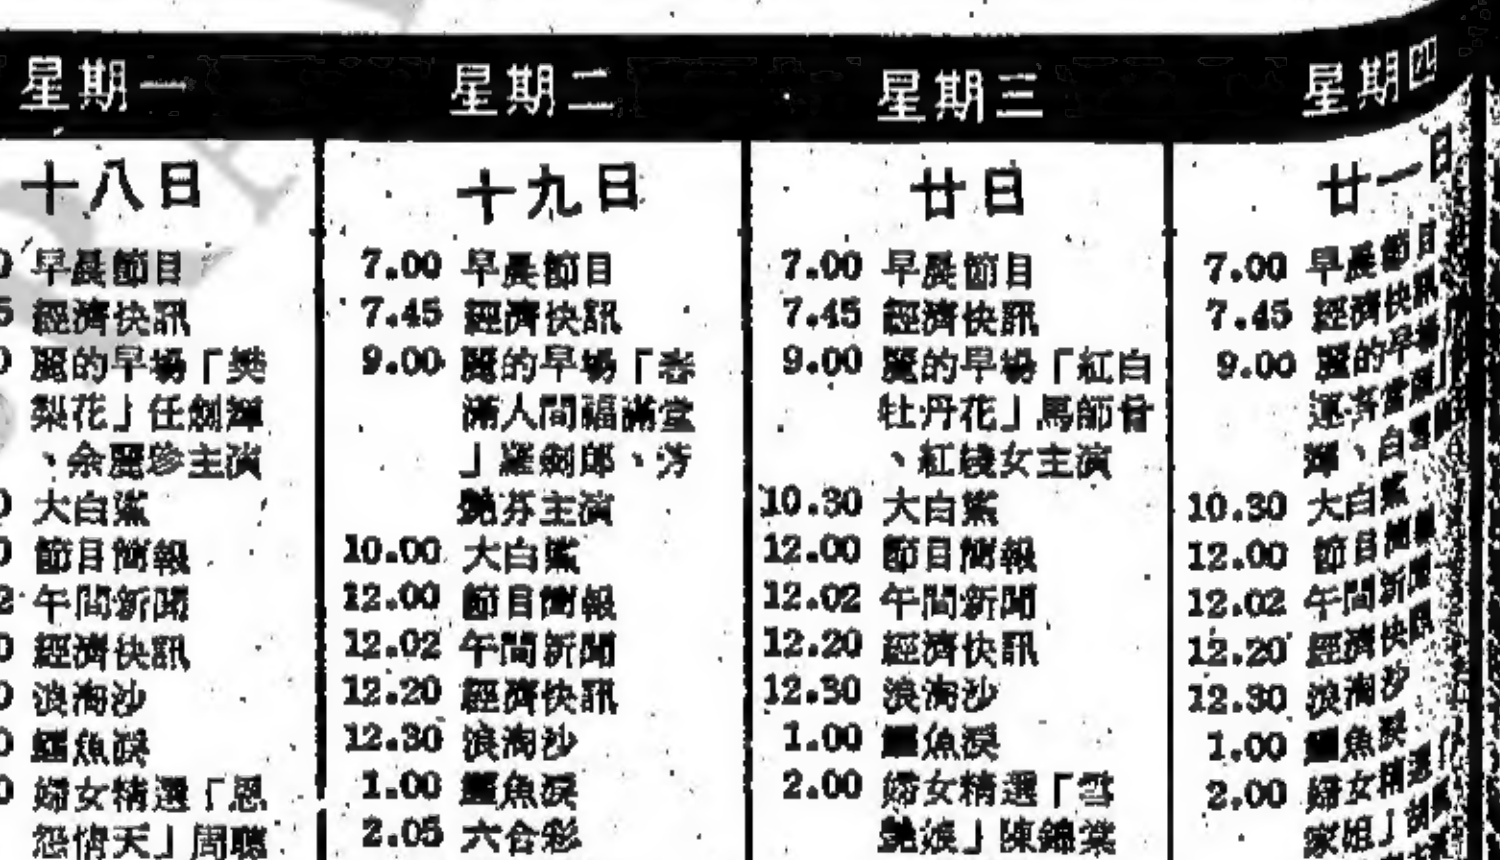 星期一
十八日
早晨節目
經濟快訊
麗的早場「樊
梨花」任劍輝
、余麗珍主演
大白鯊
節目簡報
午間新聞
經濟快訊
浪淘沙
鱷魚淚
婦女精選「恩
怨情天」周聰
星期二
十九日
7.00 早晨節目
7.45 經濟快訊
9.00 麗的早場「春
滿人間福滿堂
」羅劍郎、芳
艷芬主演
10.00 大白鯊
12.00 節目簡報
12.02 午間新聞
12.20 經濟快訊
12.30 浪淘沙
1.00 鱷魚淚
2.05 六合彩
星期三
廿日
7.00 早晨節目
7.45 經濟快訊
9.00 麗的早場「紅白
牡丹花」馬師曾
、紅綫女主演
10.30 大白鯊
12.00 節目簡報
12.02 午間新聞
12.20 經濟快訊
12.30 浪淘沙
1.00 鱷魚淚
2.00 婦女精選「雪
艷娘」陳錦棠
星期四
廿一日
7.00 早晨節目
7.45 經濟快訊
9.00 麗的早場
輝、白
10.30 大白鯊
12.00 節目簡報
12.02 午間新聞
12.20 經濟快訊
12.30 浪淘沙
1.00 鱷魚淚
2.00 婦女精選「
家姐」胡